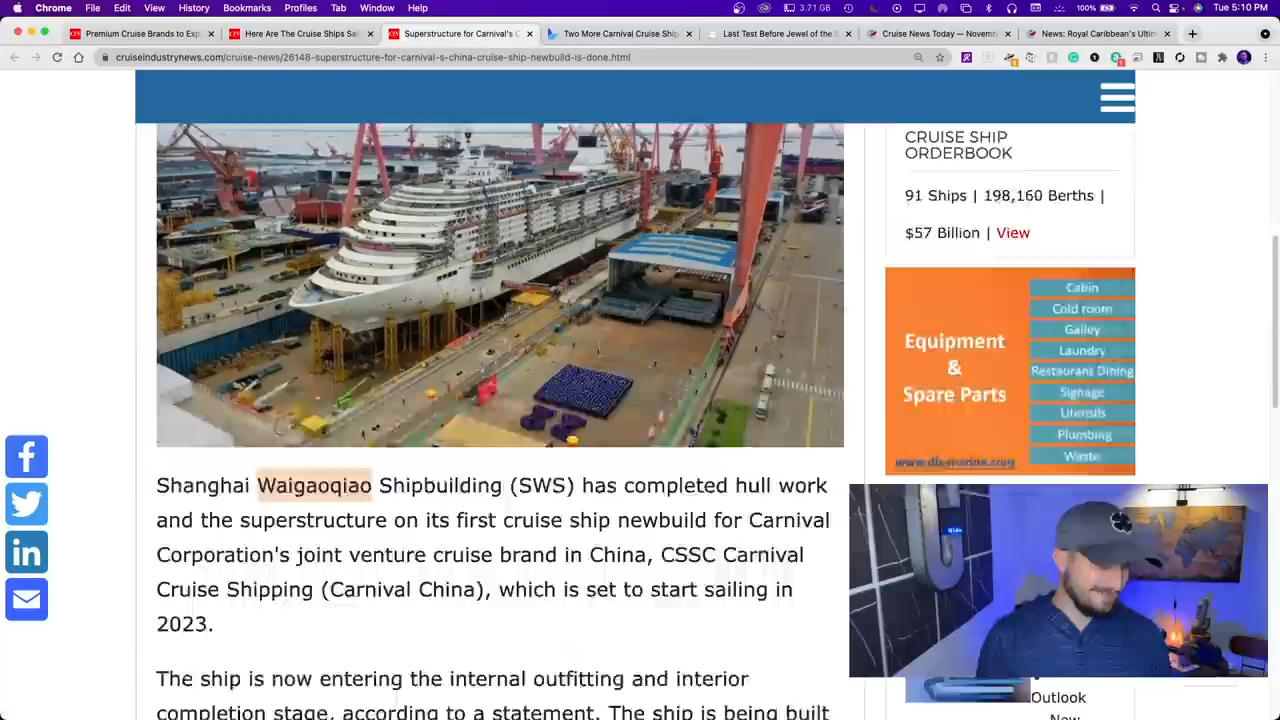 Chrome File Edit View History Bookmarks Profiles Tab Window Help 3.71 GB 100% Tue 5:10 PM
Premium Cruise Brands to Exp
Here Are The Cruise Ships Sai
Superstructure for Carnival's C
Two More Carnival Cruise Ship
Last Test Before Jewel of the S
Cruise News Today — Novemb
News: Royal Caribbean's Ultim
cruiseindustrynews.com/cruise-news/26148-superstructure-for-carnival-s-china-cruise-ship-newbuild-is-done.html
CRUISE SHIP
ORDERBOOK
91 Ships | 198,160 Berths |
$57 Billion | View
Equipment
&
Spare Parts
Cabin
Cold room
Galley
Laundry
Restaurant Dining
Signage
Utensils
Plumbing
Waste
Shanghai Waigaoqiao Shipbuilding (SWS) has completed hull work
and the superstructure on its first cruise ship newbuild for Carnival
Corporation's joint venture cruise brand in China, CSSC Carnival
Cruise Shipping (Carnival China), which is set to start sailing in
2023.
The ship is now entering the internal outfitting and interior
completion stage, according to a statement. The ship is being built
Outlook
New